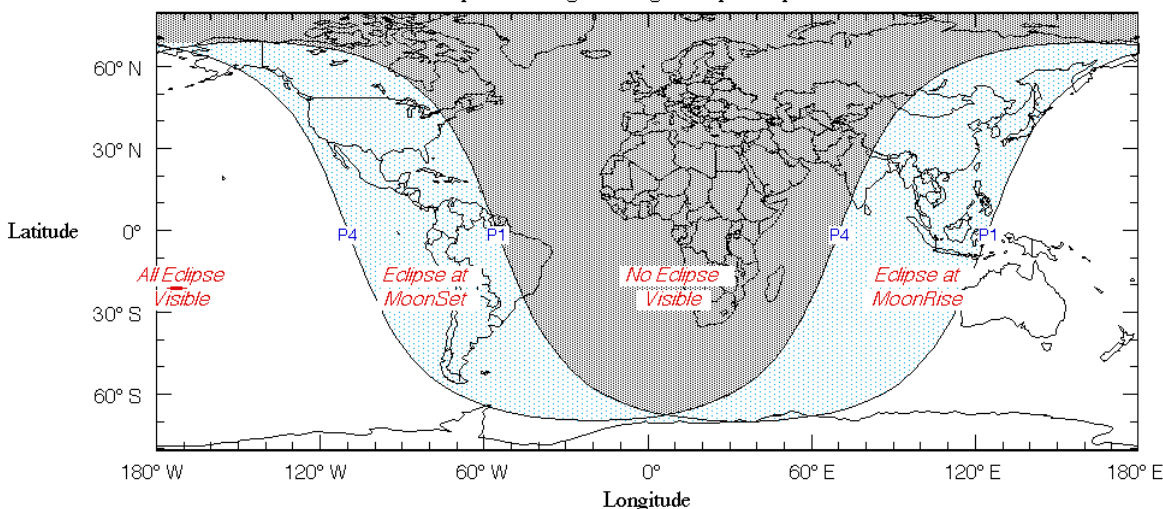 60° N
30° N
Latitude
0°
P4
P1
P4
P1
All Eclipse
Visible
Eclipse at
MoonSet
No Eclipse
Visible
Eclipse at
MoonRise
30° S
60° S
180° W
120° W
60° W
0°
60° E
120° E
180° E
Longitude